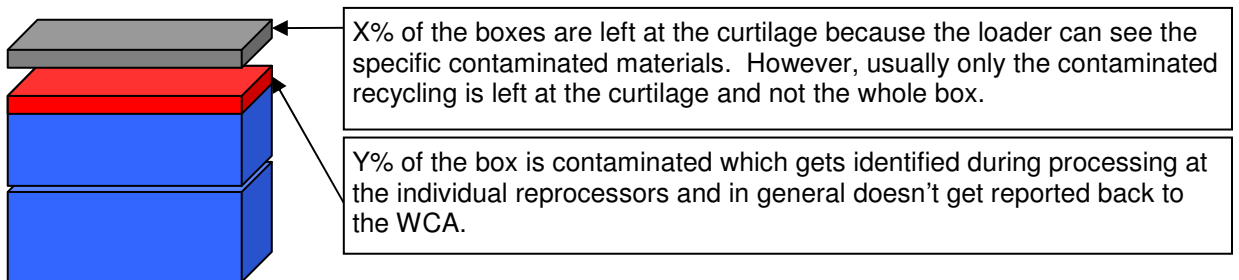 X% of the boxes are left at the curtilage because the loader can see the
specific contaminated materials.  However, usually only the contaminated
recycling is left at the curtilage and not the whole box.
Y% of the box is contaminated which gets identified during processing at
the individual reprocessors and in general doesn’t get reported back to
the WCA.